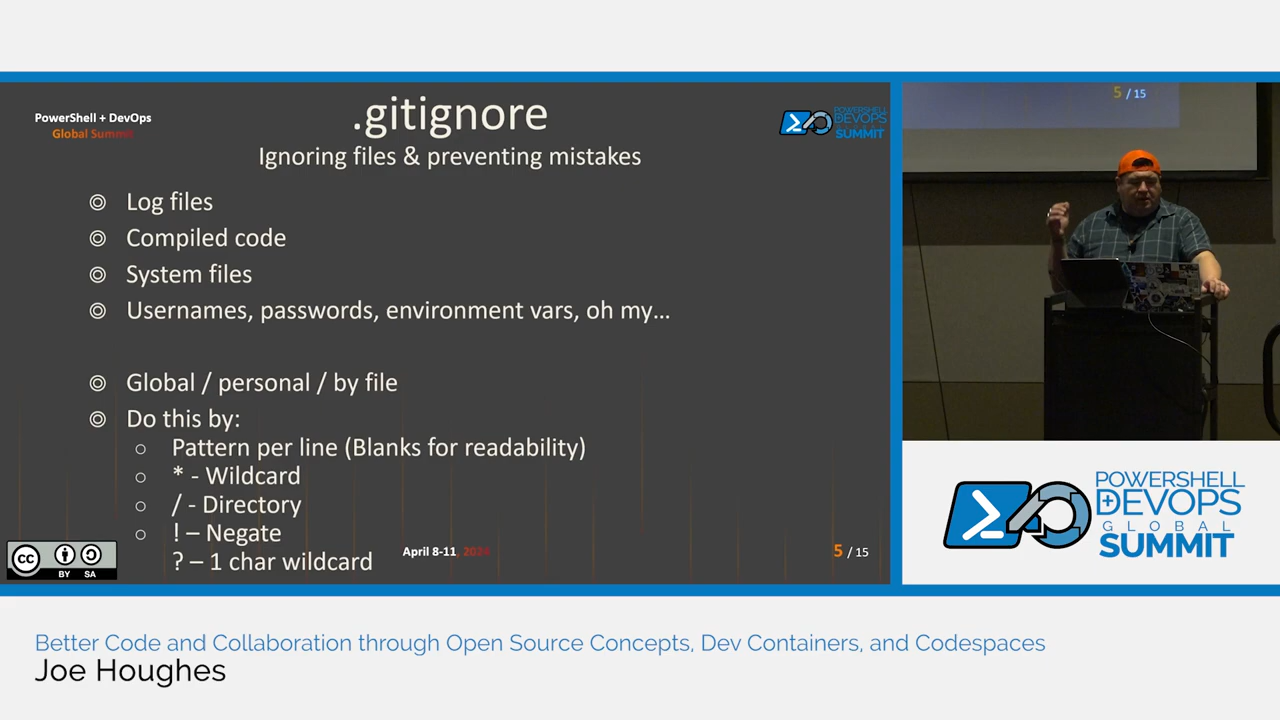 PowerShell + DevOps
Global Summit
.gitignore
Ignoring files & preventing mistakes
POWERSHELL
DEVOPS
GLOBAL
SUMMIT
Log files
Compiled code
System files
Usernames, passwords, environment vars, oh my…
Global / personal / by file
Do this by:
Pattern per line (Blanks for readability)
* - Wildcard
/ - Directory
! – Negate
? – 1 char wildcard
cc
BY SA
April 8-11, 2024
5 / 15
5 / 15
POWERSHELL
+DEVOPS
GLOBAL
SUMMIT
Better Code and Collaboration through Open Source Concepts, Dev Containers, and Codespaces
Joe Houghes